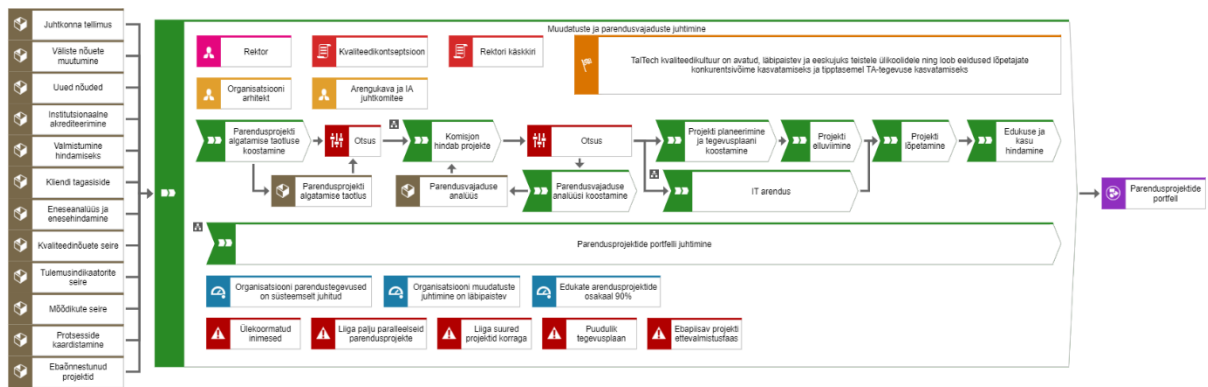 Juhtkonna tellimus
Väliste nõuete
muutumine
Uued nõuded
Institutsionaalne
akrediteerimine
Valmistumine
hindamiseks
Kliendi tagasiside
Eneseanalüüs ja
enesehindamine
Kvaliteedinõuete seire
Tulemusindikaatorite
seire
Mõõdikute seire
Protsesside
kaardistamine
Ebaõnnestunud
projektid
Muudatuste ja parendusvajaduste juhtimine
Rektor
Kvaliteedikontseptsioon
Rektori käskkiri
TalTech kvaliteedikultuur on avatud, läbipaistev ja eeskujuks teistele ülikoolidele ning loob eeldused lõpetajate
konkurentsivõime kasvatamiseks ja tipptasemel TA-tegevuse kasvatamiseks
Organisatsiooni
arhitekt
Arengukava ja IA
juhtkomitee
Parendusprojekti
algatamise taotluse
koostamine
Otsus
Komisjon
hindab projekte
Otsus
Projekti planeerimine
ja tegevusplaani
koostamine
Projekti
elluviimine
Projekti
lõpetamine
Edukuse ja
kasu
hindamine
Parendusprojekti
algatamise taotlus
Parendusvajaduse
analüüs
Parendusvajaduse
analüüsi koostamine
IT arendus
Parendusprojektide
portfell
Parendusprojektide portfelli juhtimine
Organisatsiooni parendustegevused
on süsteemselt juhitud
Organisatsiooni muudatuste
juhtimine on läbipaistev
Edukate arendusprojektide
osakaal 90%
Ülekoormatud
inimesed
Liiga palju paralleelseid
parendusprojekte
Liiga suured
projektid korraga
Puudulik
tegevusplaan
Ebapiisav projekti
ettevalmistusfaas